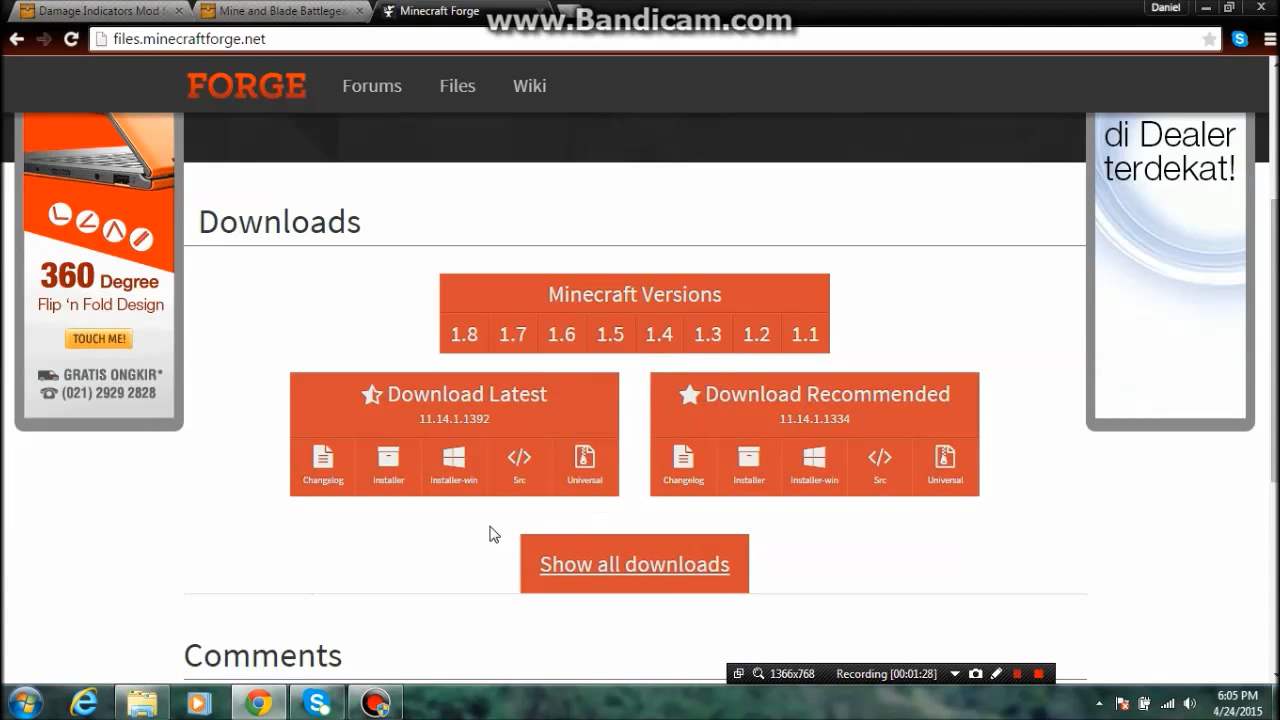 Damage Indicators Mod
Mine and Blade Battlegea
Minecraft Forge
www.Bandicam.com
Daniel
files.minecraftforge.net
FORGE
Forums
Files
Wiki
360 Degree
Flip 'n Fold Design
TOUCH ME!
GRATIS ONGKIR*
(021) 2929 2828
di Dealer
terdekat!
Downloads
Minecraft Versions
1.8 1.7 1.6 1.5 1.4 1.3 1.2 1.1
Download Latest
11.14.1.1392
Changelog Installer Installer-win Src Universal
Download Recommended
11.14.1.1334
Changelog Installer Installer-win Src Universal
Show all downloads
Comments
1366x768 Recording [00:01:28]
6:05 PM
4/24/2015